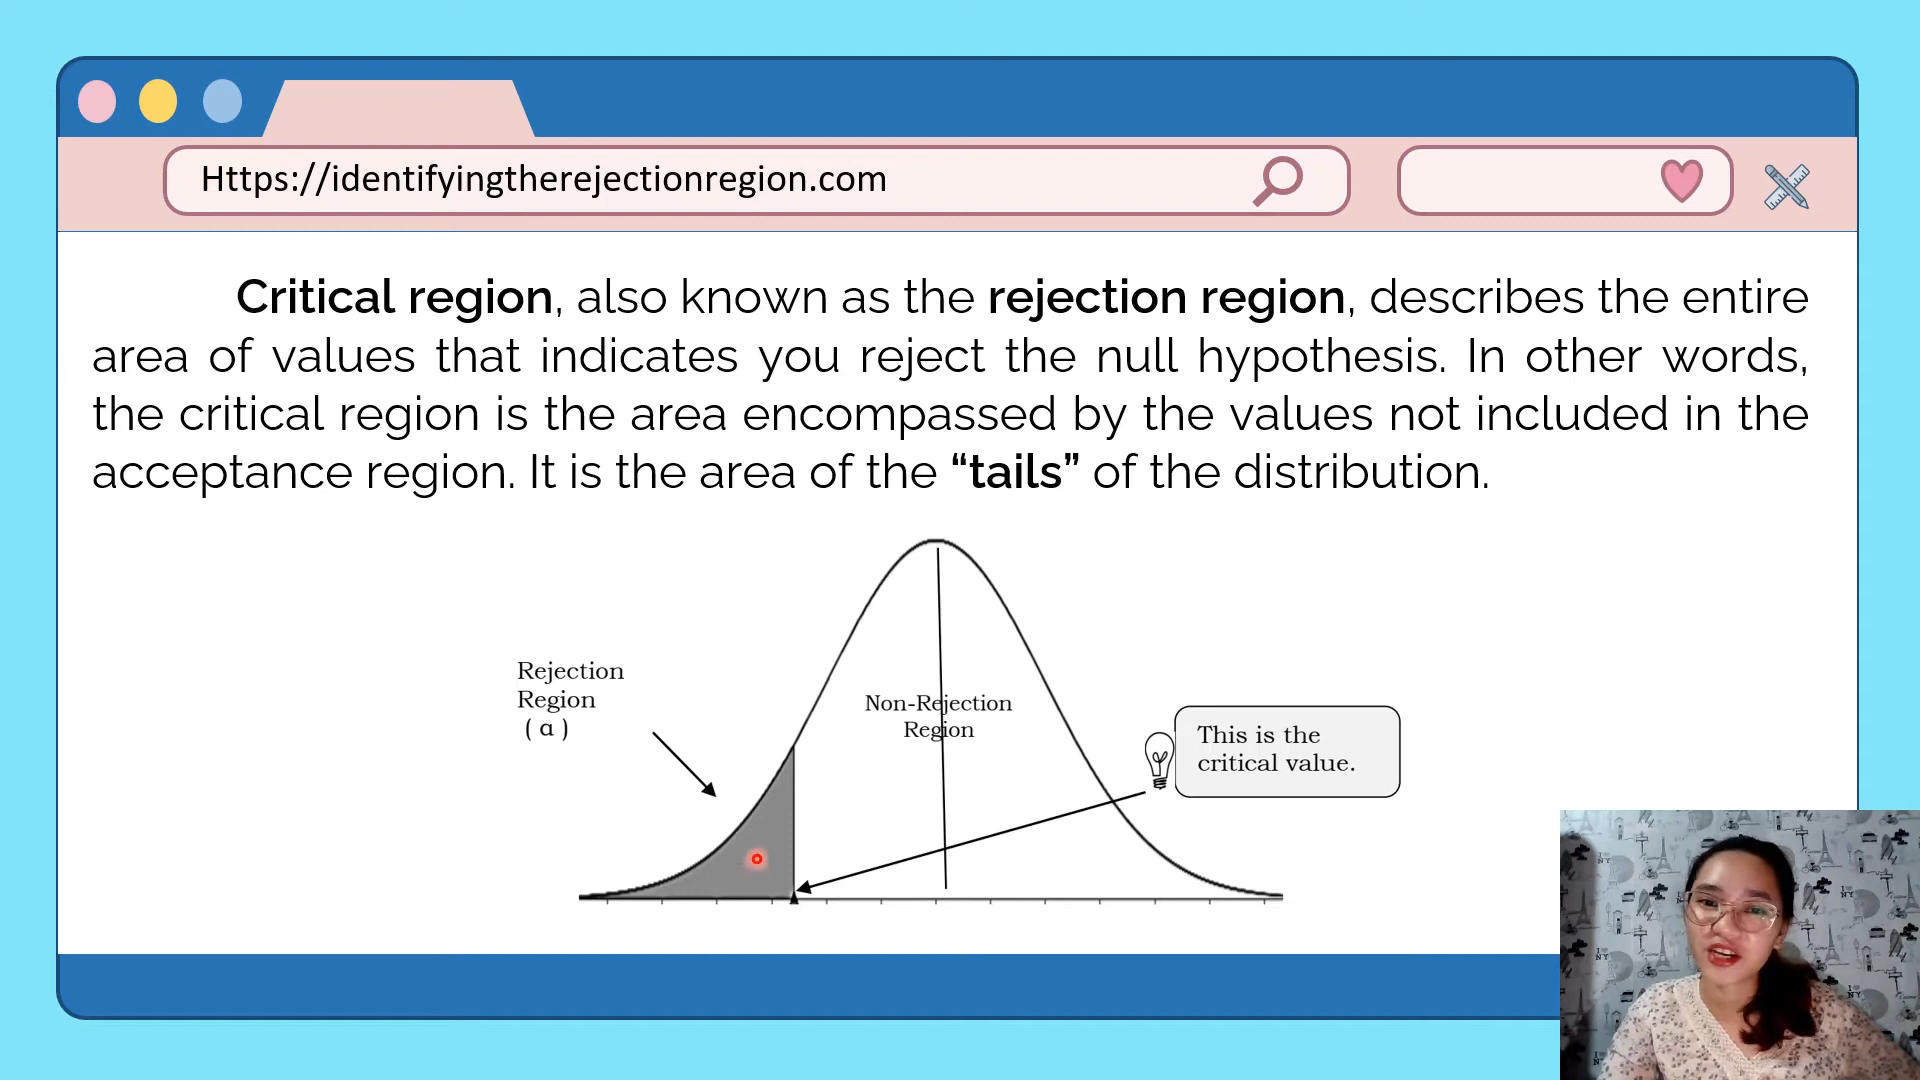 Https://identifyingtherejectionregion.com
Critical region, also known as the rejection region, describes the entire
area of values that indicates you reject the null hypothesis. In other words,
the critical region is the area encompassed by the values not included in the
acceptance region. It is the area of the “tails” of the distribution.
Rejection
Region
( α )
Non-Rejection
Region
This is the
critical value.